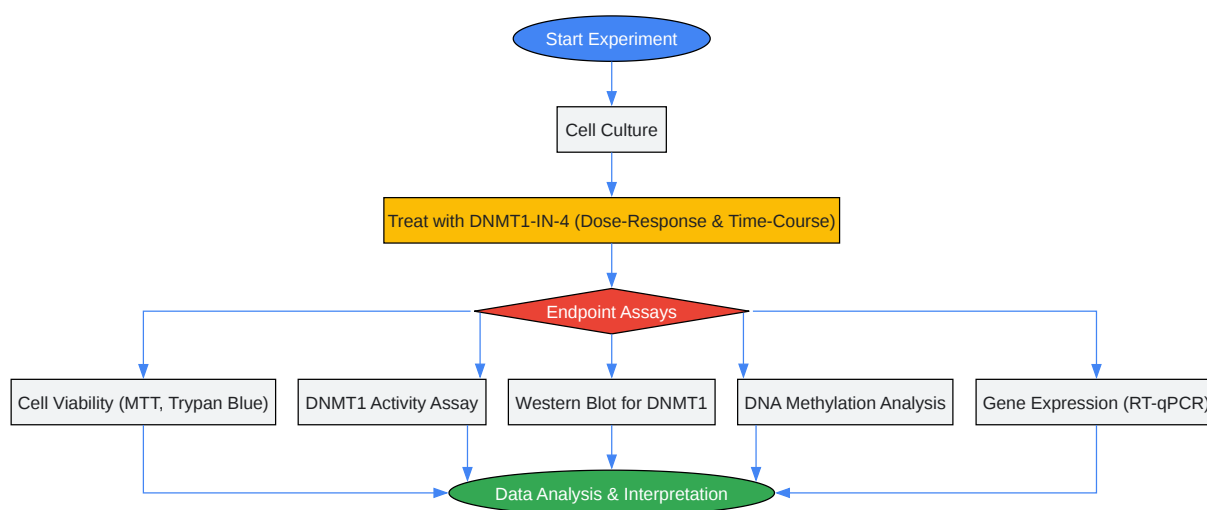 Start Experiment
Cell Culture
Treat with DNMT1-IN-4 (Dose-Response & Time-Course)
Endpoint Assays
Cell Viability (MTT, Trypan Blue)
DNMT1 Activity Assay
Western Blot for DNMT1
DNA Methylation Analysis
Gene Expression (RT-qPCR)
Data Analysis & Interpretation